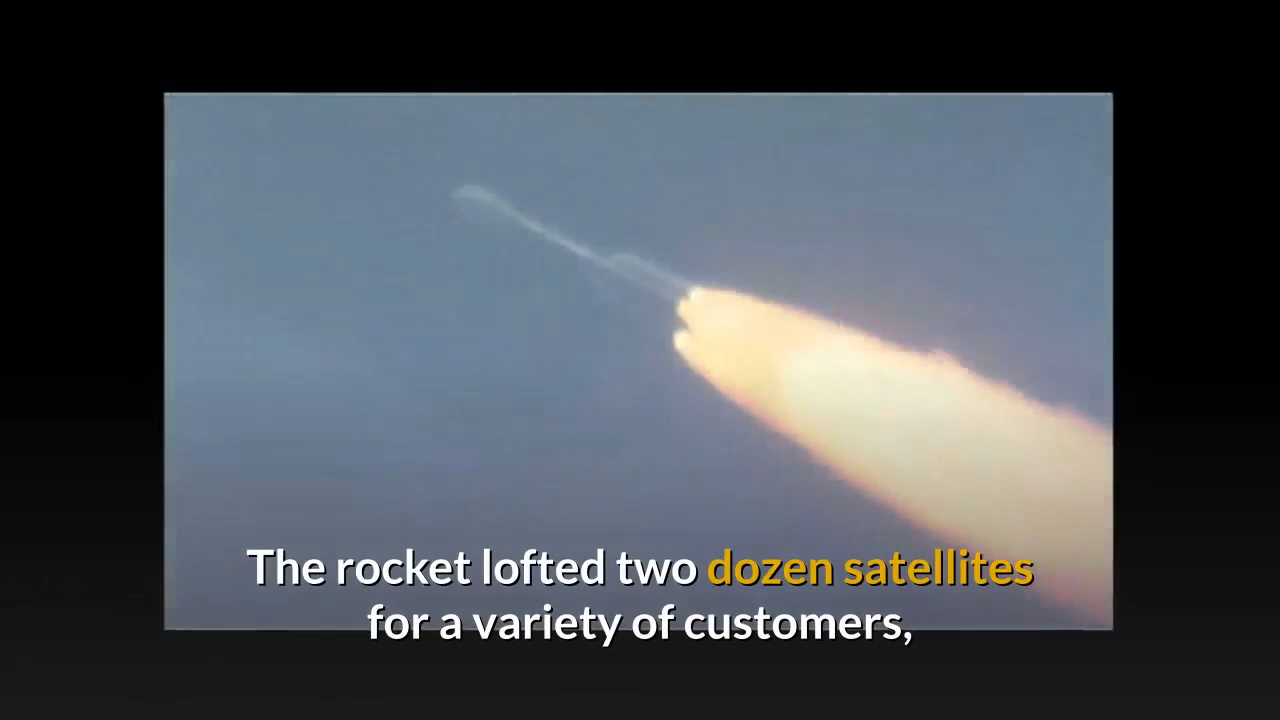 The rocket lofted two dozen satellites
for a variety of customers,